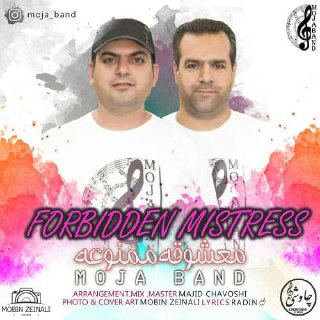 moja_band
MOJA BAND
FORBIDDEN MISTRESS
معشوقه ممنوعه
MOJA BAND
ARRANGEMENT,MIX ,MASTER MAJID CHAVOSHI
PHOTO & COVER ART MOBIN ZEINALI LYRICS RADIN
MOBIN ZEINALI